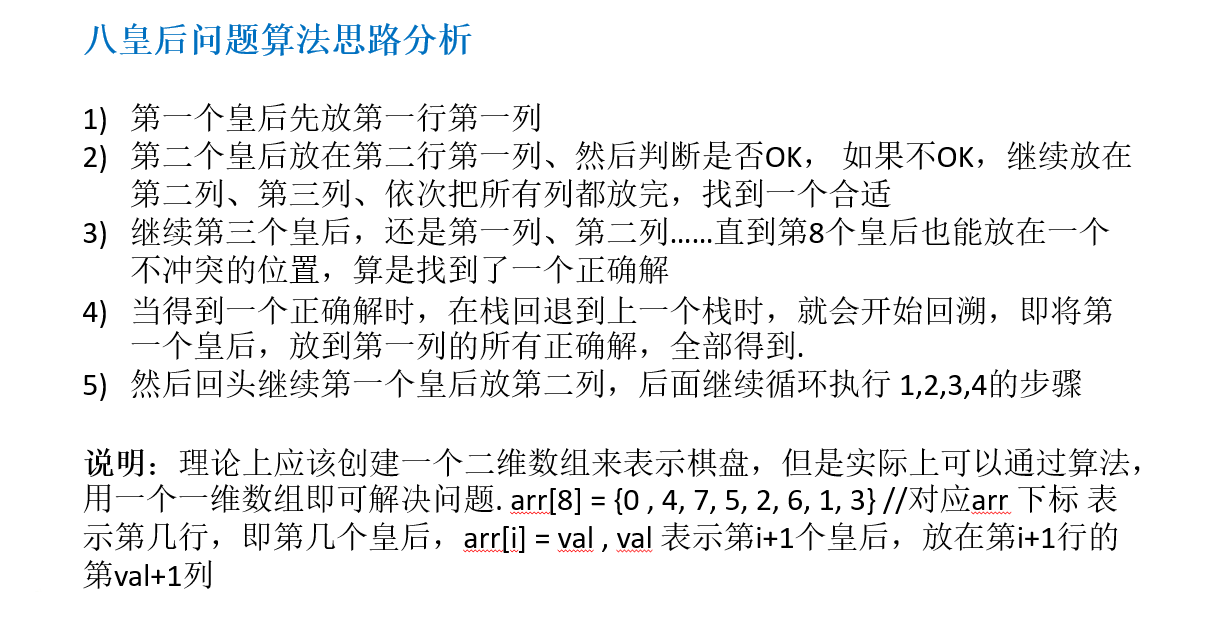 八皇后问题算法思路分析
1) 第一个皇后先放第一行第一列
2) 第二个皇后放在第二行第一列、然后判断是否OK, 如果不OK,继续放在
第二列、第三列、依次把所有列都放完,找到一个合适
3) 继续第三个皇后,还是第一列、第二列……直到第8个皇后也能放在一个
不冲突的位置,算是找到了一个正确解
4) 当得到一个正确解时,在栈回退到上一个栈时,就会开始回溯,即将第
一个皇后,放到第一列的所有正确解,全部得到.
5) 然后回头继续第一个皇后放第二列,后面继续循环执行 1,2,3,4的步骤
说明:理论上应该创建一个二维数组来表示棋盘,但是实际上可以通过算法,
用一个一维数组即可解决问题. arr[8] = {0 , 4, 7, 5, 2, 6, 1, 3} //对应arr 下标 表
示第几行,即第几个皇后,arr[i] = val , val 表示第i+1个皇后,放在第i+1行的
第val+1列